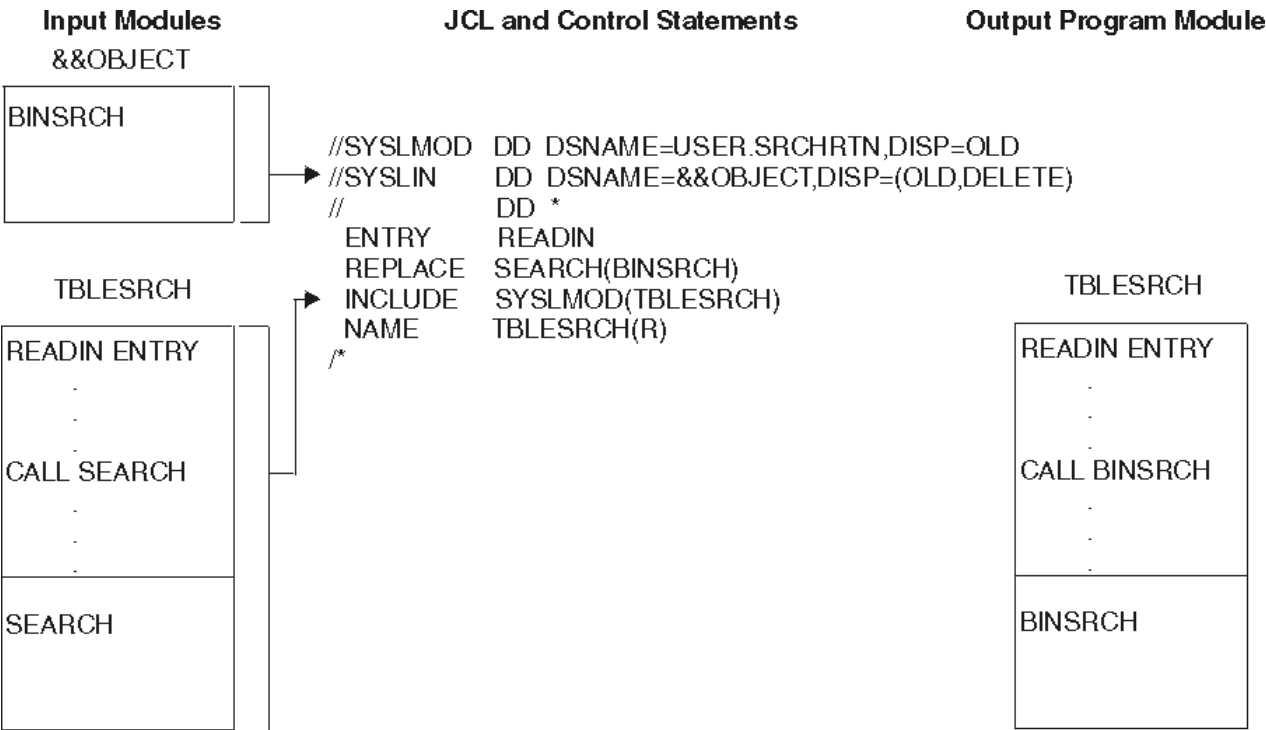 Input Modules
JCL and Control Statements
Output Program Module
&&OBJECT
BINSRCH
//SYSLMOD DD DSNAME=USER.SRCHRTN,DISP=OLD
//SYSLIN DD DSNAME=&&OBJECT,DISP=(OLD,DELETE)
// DD *
ENTRY READIN
REPLACE SEARCH(BINSRCH)
INCLUDE SYSLMOD(TBLESRCH)
NAME TBLESRCH(R)
/*
TBLESRCH
READIN ENTRY
.
.
.
CALL SEARCH
.
.
.
SEARCH
TBLESRCH
READIN ENTRY
.
.
.
CALL BINSRCH
.
.
.
BINSRCH